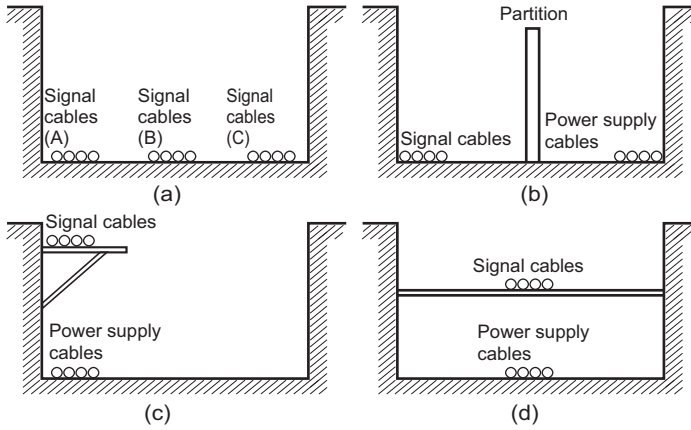 Signal
cables
(A)
Signal
cables
(B)
Signal
cables
(C)
(a)
Partition
Signal cables
Power supply
cables
(b)
Signal cables
Power supply
cables
(c)
Signal cables
Power supply
cables
(d)